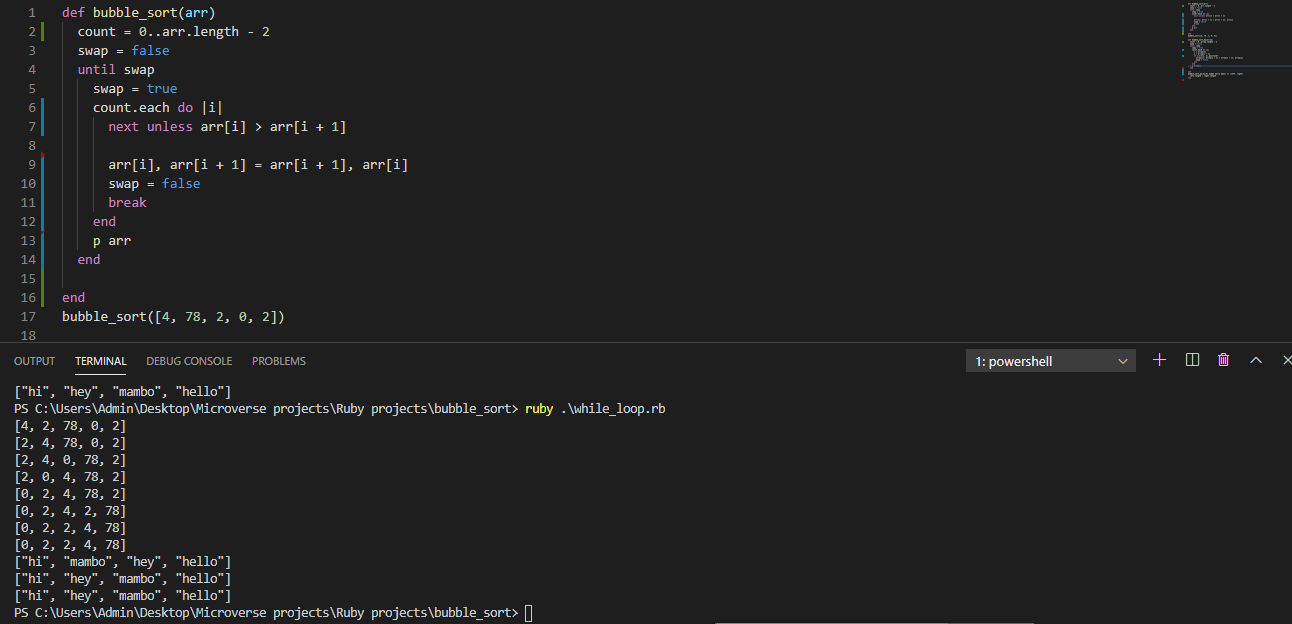 1 def bubble_sort(arr)
2 count = 0..arr.length - 2
3 swap = false
4 until swap
5 swap = true
6 count.each do |i|
7 next unless arr[i] > arr[i + 1]
8
9 arr[i], arr[i + 1] = arr[i + 1], arr[i]
10 swap = false
11 break
12 end
13 p arr
14 end
15
16 end
17 bubble_sort([4, 78, 2, 0, 2])
18
OUTPUT TERMINAL DEBUG CONSOLE PROBLEMS 1: powershell
["hi", "hey", "mambo", "hello"]
PS C:\Users\Admin\Desktop\Microverse projects\Ruby projects\bubble_sort> ruby .\while_loop.rb
[4, 2, 78, 0, 2]
[2, 4, 78, 0, 2]
[2, 4, 0, 78, 2]
[2, 0, 4, 78, 2]
[0, 2, 4, 78, 2]
[0, 2, 4, 2, 78]
[0, 2, 2, 4, 78]
[0, 2, 2, 4, 78]
["hi", "mambo", "hey", "hello"]
["hi", "hey", "mambo", "hello"]
["hi", "hey", "mambo", "hello"]
PS C:\Users\Admin\Desktop\Microverse projects\Ruby projects\bubble_sort>